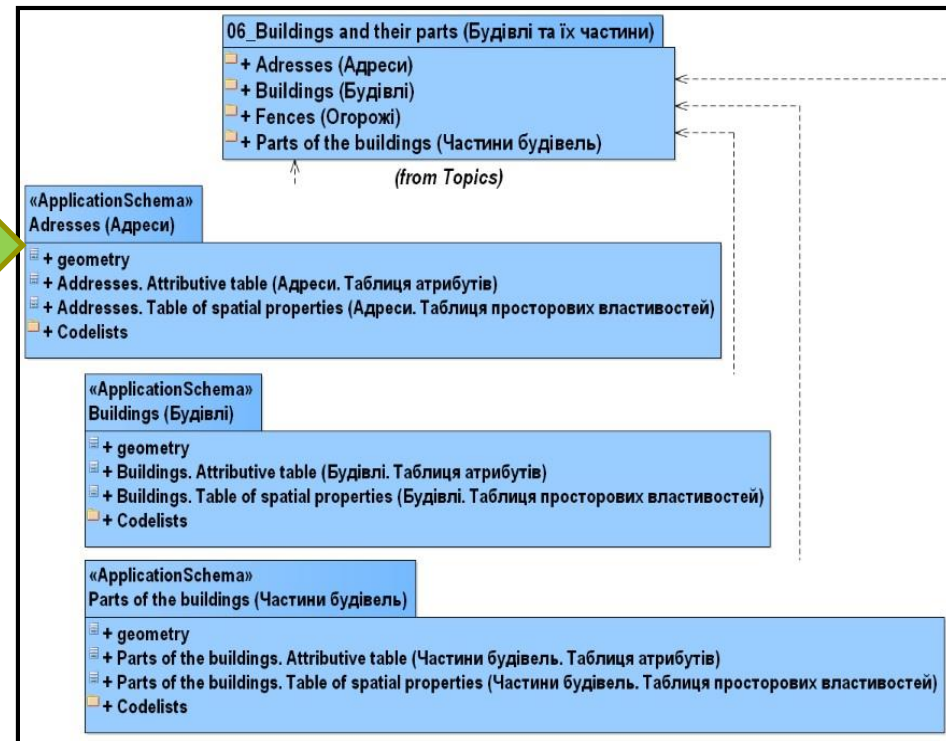 06_Buildings and their parts (Будівлі та їх частини)
+ Adresses (Адреси)
+ Buildings (Будівлі)
+ Fences (Огорожі)
+ Parts of the buildings (Частини будівель)
(from Topics)
«ApplicationSchema»
Adresses (Адреси)
+ geometry
+ Addresses. Attributive table (Адреси. Таблиця атрибутів)
+ Addresses. Table of spatial properties (Адреси. Таблиця просторових властивостей)
+ Codelists
«ApplicationSchema»
Buildings (Будівлі)
+ geometry
+ Buildings. Attributive table (Будівлі. Таблиця атрибутів)
+ Buildings. Table of spatial properties (Будівлі. Таблиця просторових властивостей)
+ Codelists
«ApplicationSchema»
Parts of the buildings (Частини будівель)
+ geometry
+ Parts of the buildings. Attributive table (Частини будівель. Таблиця атрибутів)
+ Parts of the buildings. Table of spatial properties (Частини будівель. Таблиця просторових властивостей)
+ Codelists